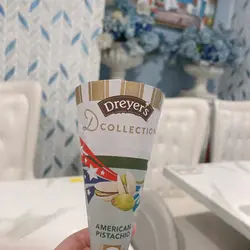 Dreyer's
D COLLECTION
AMERICAN
PISTACHIO